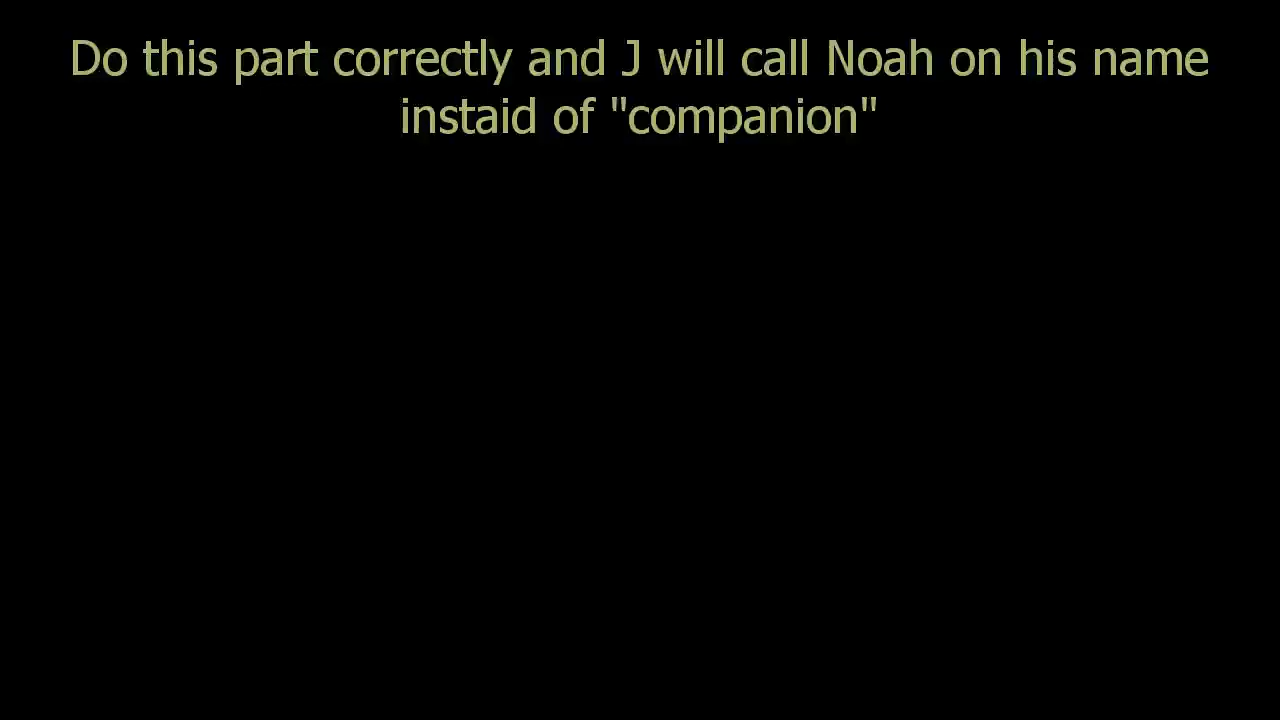 Do this part correctly and J will call Noah on his name
instaid of "companion"